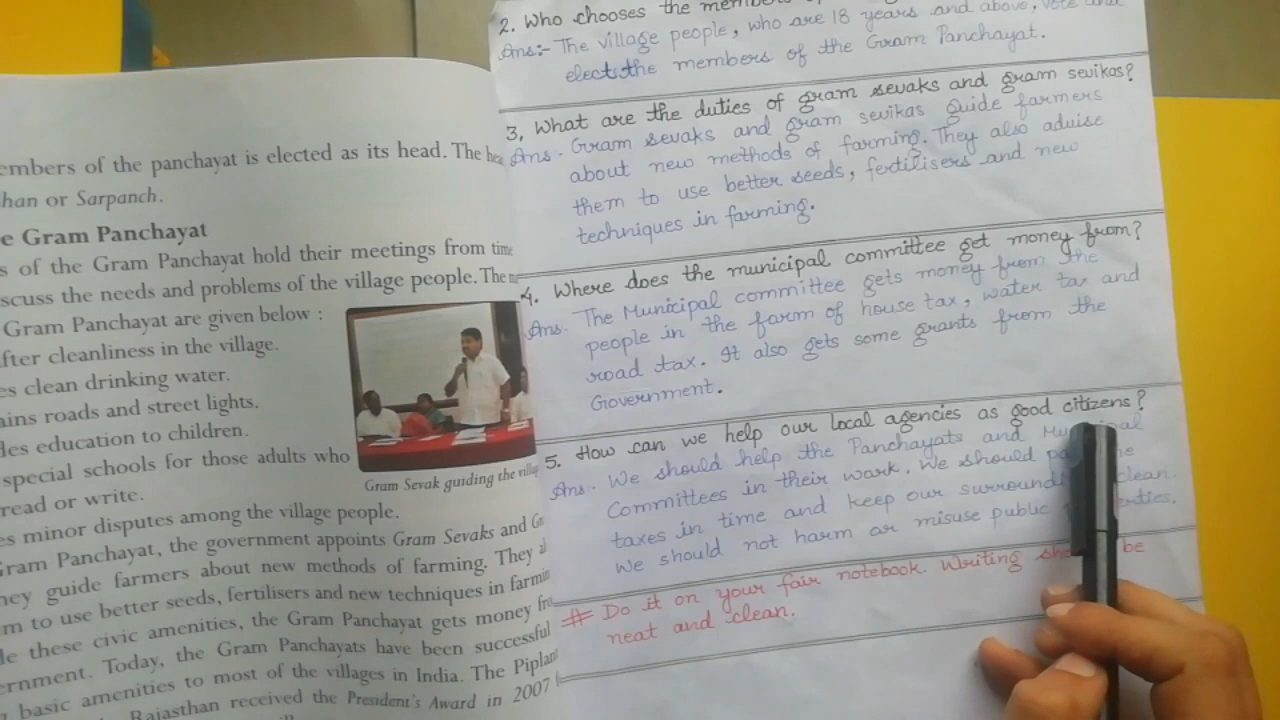 embers of the panchayat is elected as its head. The
han or Sarpanch.
e Gram Panchayat
s of the Gram Panchayat hold their meetings from time
scuss the needs and problems of the village people. The
Gram Panchayat are given below :
fter cleanliness in the village.
es clean drinking water.
ains roads and street lights.
des education to children.
special schools for those adults who
read or write.
es minor disputes among the village people.
Gram Sevak guiding the
ram Panchayat, the government appoints Gram Sevaks and
hey guide farmers about new methods of farming. They
m to use better seeds, fertilisers and new techniques in
le these civic amenities, the Gram Panchayat gets money
ernment. Today, the Gram Panchayats have been successful
basic amenities to most of the villages in India. The
Rajasthan received the President's Award in 2007
2. Who chooses the
Ans:- The village people, who are 18 years and above, vote and
elects the members of the Gram Panchayat.
3, What are the duties of gram sevaks and gram sevikas?
Ans - Gram sevaks and gram sevikas guide farmers
about new methods of farming. They also advise
them to use better seeds, fertilisers and new
techniques in farming.
4. Where does the municipal committee get money from?
Ans. The Municipal committee gets money from the
people in the form of house tax, water tax and
road tax. It also gets some grants from the
Government.
5. How can we help our local agencies as good citizens?
Ans - We should help the Panchayats and
Committees in their work. We should
taxes in time and keep our clean.
We should not harm or misuse public
# Do it on your fair notebook. Writing be
neat and clean.